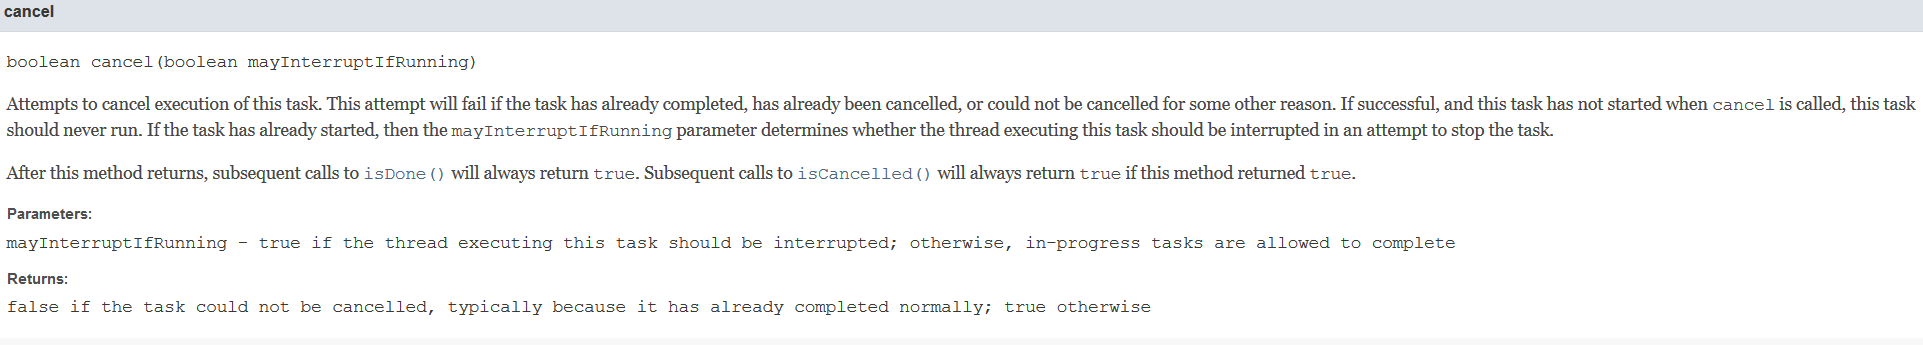 cancel
boolean cancel(boolean mayInterruptIfRunning)
Attempts to cancel execution of this task. This attempt will fail if the task has already completed, has already been cancelled, or could not be cancelled for some other reason. If successful, and this task has not started when cancel is called, this task
should never run. If the task has already started, then the mayInterruptIfRunning parameter determines whether the thread executing this task should be interrupted in an attempt to stop the task.
After this method returns, subsequent calls to isDone() will always return true. Subsequent calls to isCancelled() will always return true if this method returned true.
Parameters:
mayInterruptIfRunning - true if the thread executing this task should be interrupted; otherwise, in-progress tasks are allowed to complete
Returns:
false if the task could not be cancelled, typically because it has already completed normally; true otherwise